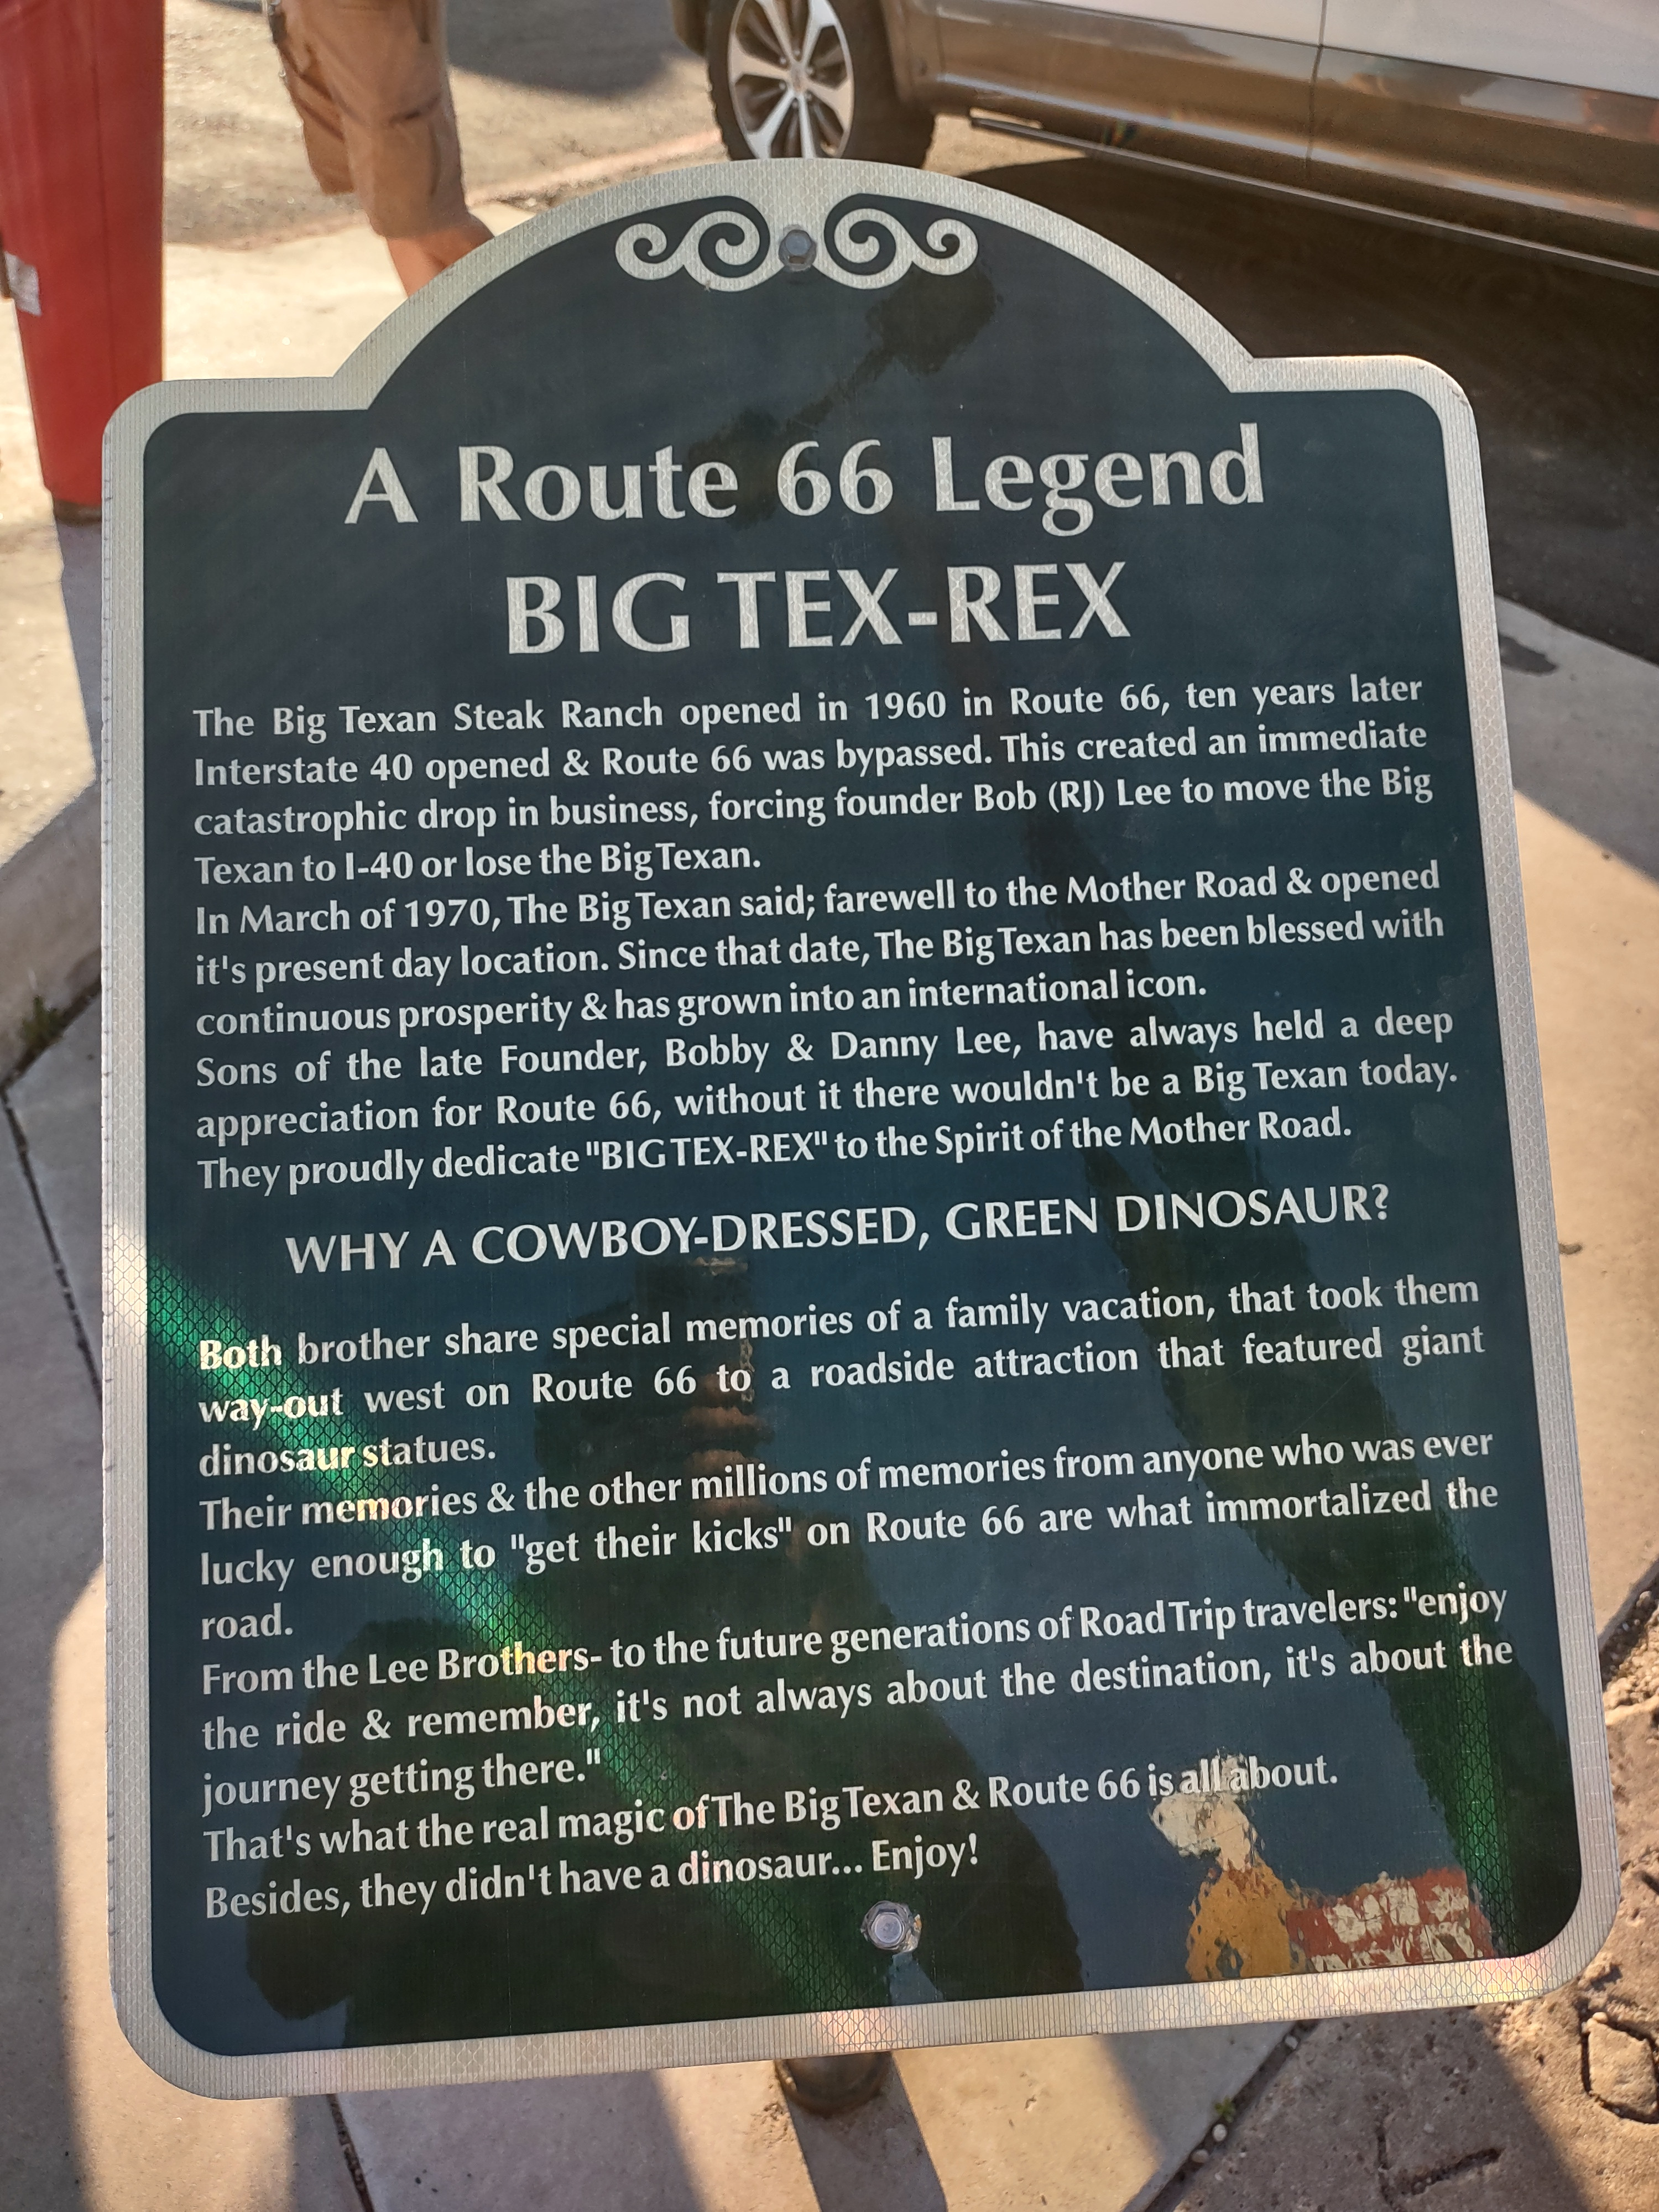 A Route 66 Legend
BIG TEX-REX
The Big Texan Steak Ranch opened in 1960 in Route 66, ten years later
Interstate 40 opened & Route 66 was bypassed. This created an immediate
catastrophic drop in business, forcing founder Bob (RJ) Lee to move the Big
Texan to I-40 or lose the Big Texan.
In March of 1970, The Big Texan said; farewell to the Mother Road & opened
it's present day location. Since that date, The Big Texan has been blessed with
continuous prosperity & has grown into an international icon.
Sons of the late Founder, Bobby & Danny Lee, have always held a deep
appreciation for Route 66, without it there wouldn't be a Big Texan today.
They proudly dedicate "BIG TEX-REX" to the Spirit of the Mother Road.
WHY A COWBOY-DRESSED, GREEN DINOSAUR?
Both brother share special memories of a family vacation, that took them
way-out west on Route 66 to a roadside attraction that featured giant
dinosaur statues.
Their memories & the other millions of memories from anyone who was ever
lucky enough to "get their kicks" on Route 66 are what immortalized the
road.
From the Lee Brothers- to the future generations of Road Trip travelers: "enjoy
the ride & remember, it's not always about the destination, it's about the
journey getting there."
That's what the real magic of The Big Texan & Route 66 is all about.
Besides, they didn't have a dinosaur... Enjoy!